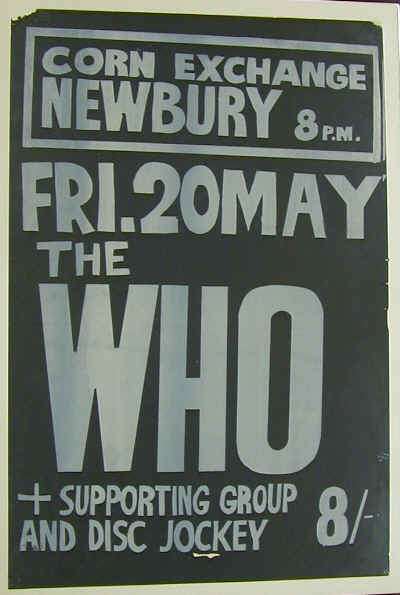 CORN EXCHANGE
NEWBURY 8 P.M.
FRI. 20 MAY
THE
WHO
+ SUPPORTING GROUP
AND DISC JOCKEY 8/-